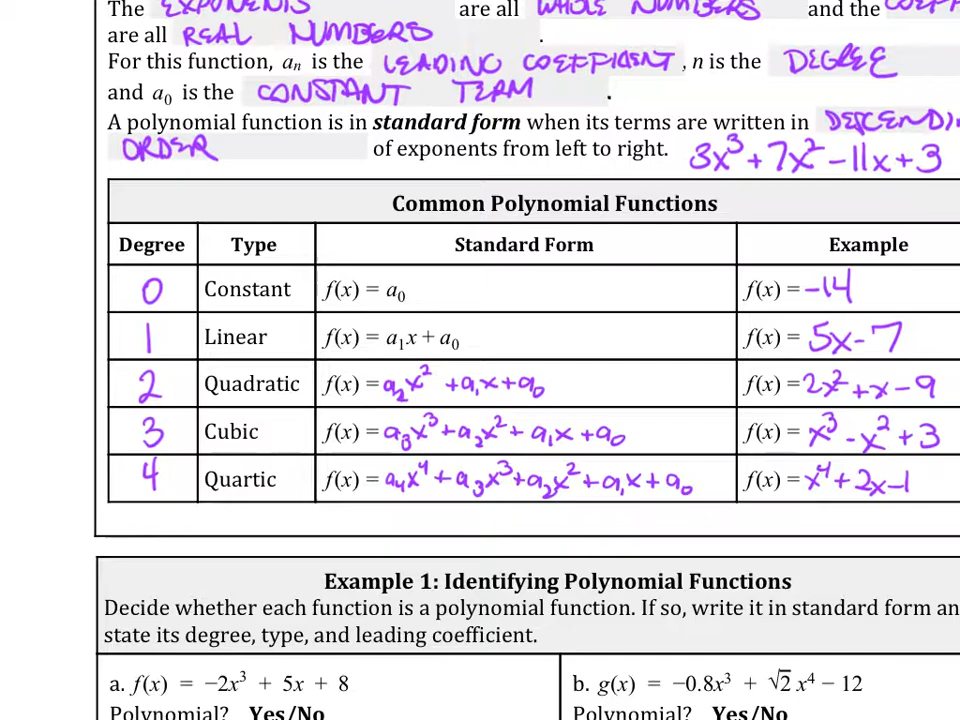 The EXPONENTS are all WHOLE NUMBERS and the
are all REAL NUMBERS .
For this function, aₙ is the LEADING COEFFICIENT , n is the DEGREE
and a₀ is the CONSTANT TERM .
A polynomial function is in standard form when its terms are written in
ORDER of exponents from left to right. 3x³+7x²-11x+3
Common Polynomial Functions
Degree Type Standard Form Example
0 Constant f(x) = a₀ f(x) = -14
1 Linear f(x) = a₁x + a₀ f(x) = 5x-7
2 Quadratic f(x) = a₂x² +a₁x+a₀ f(x) = 2x²+x-9
3 Cubic f(x) = a₃x³+a₂x²+a₁x+a₀ f(x) = x³-x²+3
4 Quartic f(x) = a₄x⁴+a₃x³+a₂x²+a₁x+a₀ f(x) = x⁴+2x-1
Example 1: Identifying Polynomial Functions
Decide whether each function is a polynomial function. If so, write it in standard form an
state its degree, type, and leading coefficient.
a. f(x) = −2x³ + 5x + 8 b. g(x) = −0.8x³ + √2 x⁴ − 12
Polynomial? Yes/No Polynomial? Yes/No